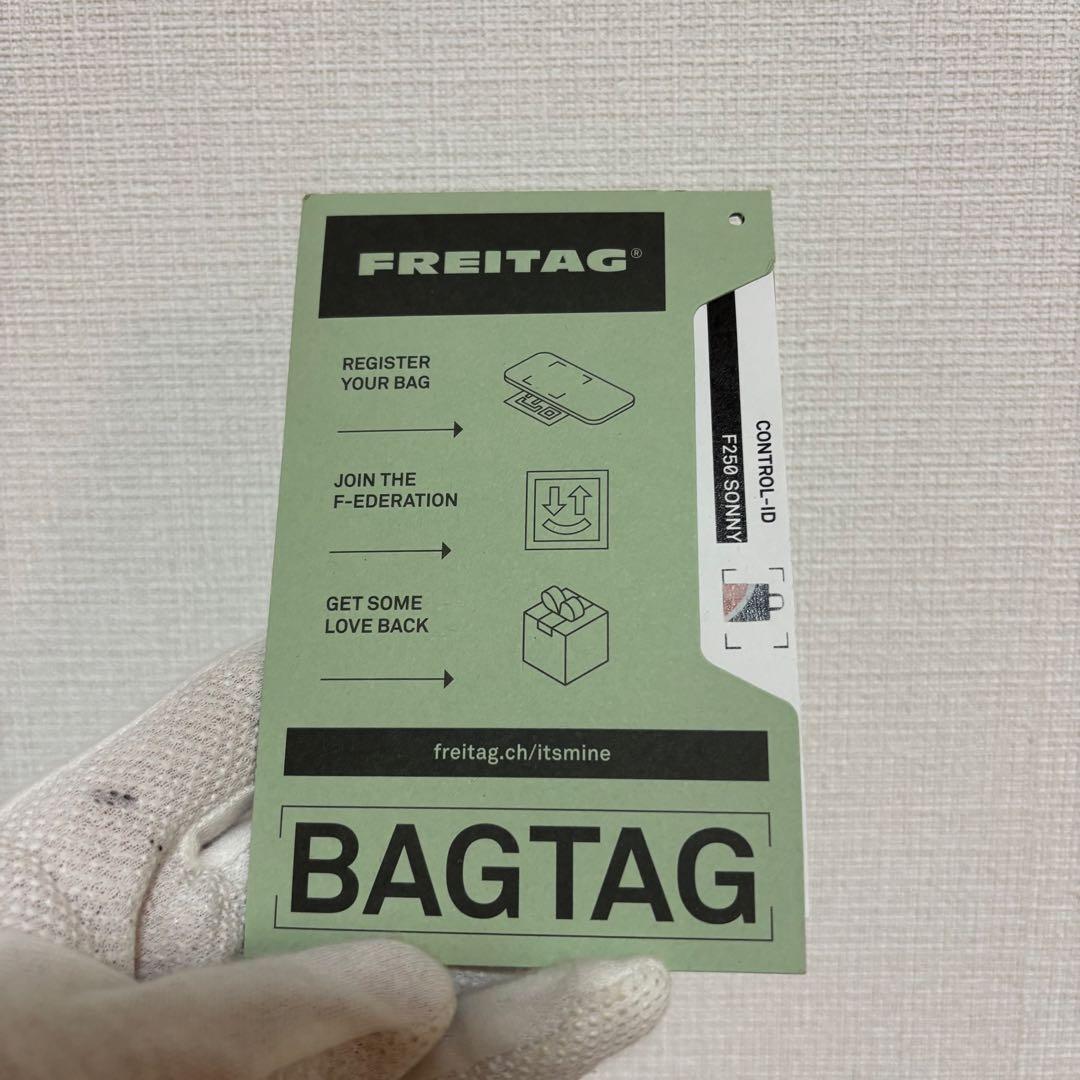 FREITAG®
REGISTER
YOUR BAG
JOIN THE
F-EDERATION
GET SOME
LOVE BACK
CONTROL-ID
F250 SONNY
freitag.ch/itsmine
BAGTAG